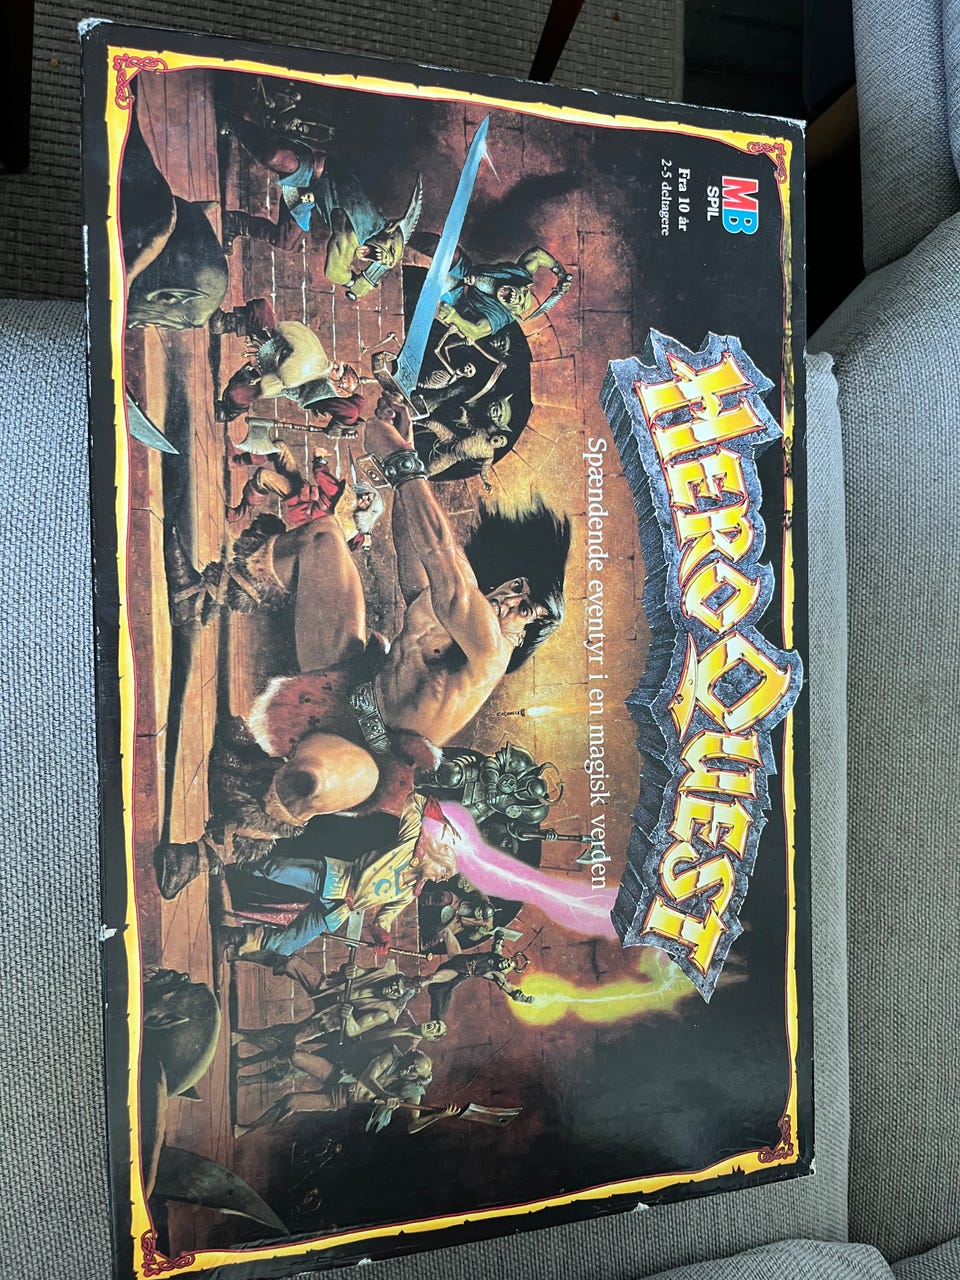 MB
SPIL
Fra 10 år
2-5 deltagere
HEROQUEST
Spændende eventyr i en magisk verden